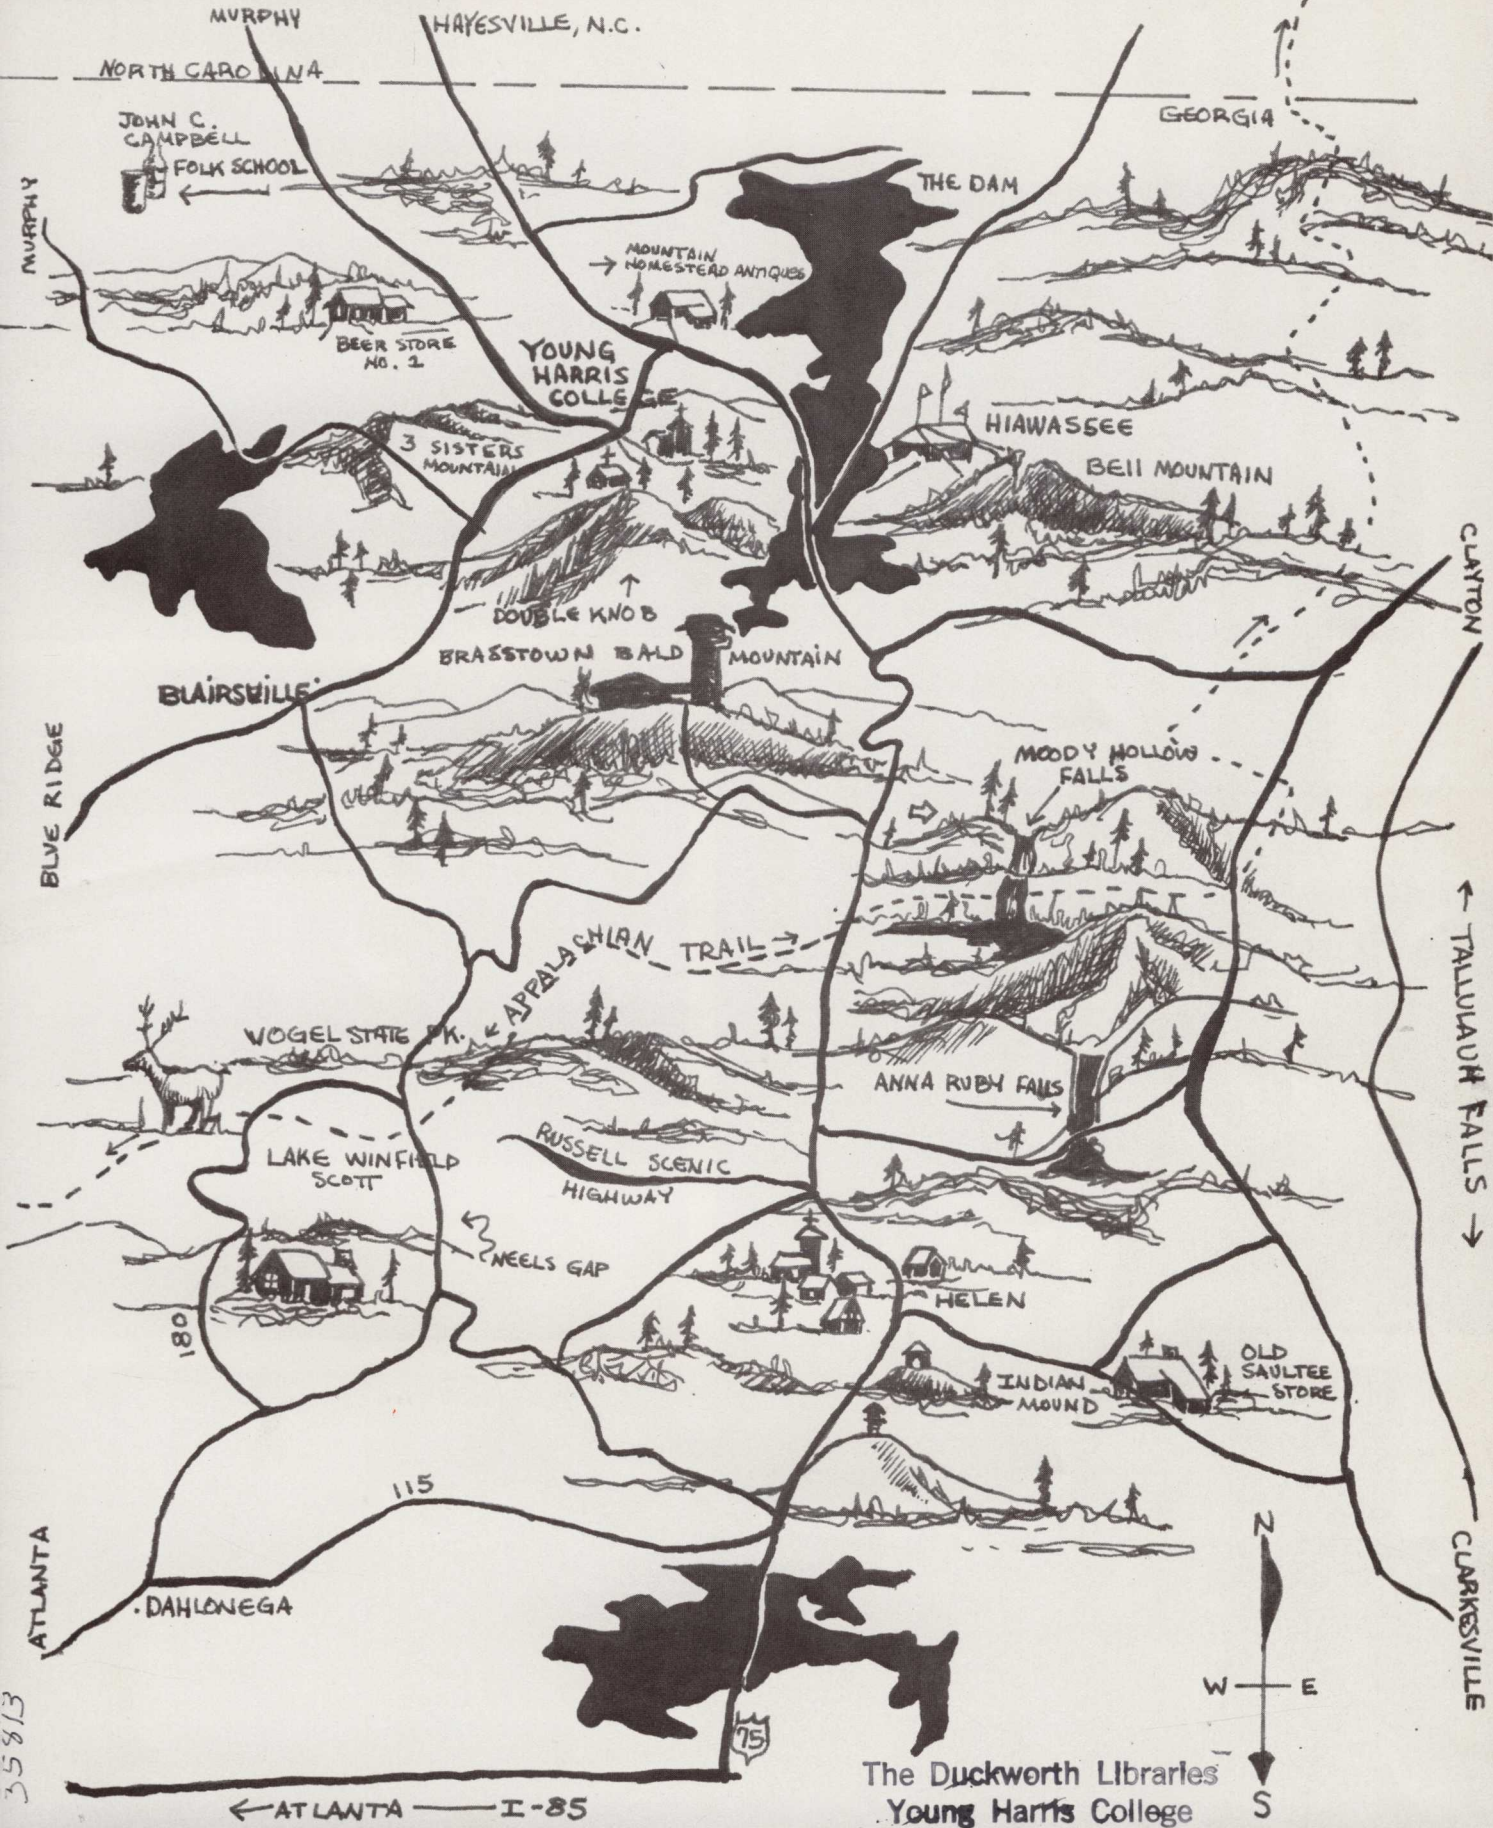 MURPHY
HAYESVILLE, N.C.
NORTH CAROLINA
GEORGIA
JOHN C.
CAMPBELL
FOLK SCHOOL
THE DAM
MURPHY
MOUNTAIN
HOMESTEAD ANTIQUES
BEER STORE
NO. 1
YOUNG
HARRIS
COLLEGE
3 SISTERS
MOUNTAIN
HIAWASSEE
BEll MOUNTAIN
CLAYTON
DOUBLE KNOB
BRASSTOWN BALD MOUNTAIN
BLAIRSVILLE
BLUE RIDGE
MOODY HOLLOW
FALLS
APPALACHIAN TRAIL
TALLULAUH FALLS
VOGEL STATE PK.
ANNA RUBY FALLS
LAKE WINFIELD
SCOTT
RUSSELL SCENIC
HIGHWAY
NEELS GAP
HELEN
180
INDIAN
MOUND
OLD
SAULTEE
STORE
115
ATLANTA
DAHLONEGA
CLARKESVILLE
N
W E
S
75
35813
ATLANTA I-85
The Duckworth Libraries
Young Harris College